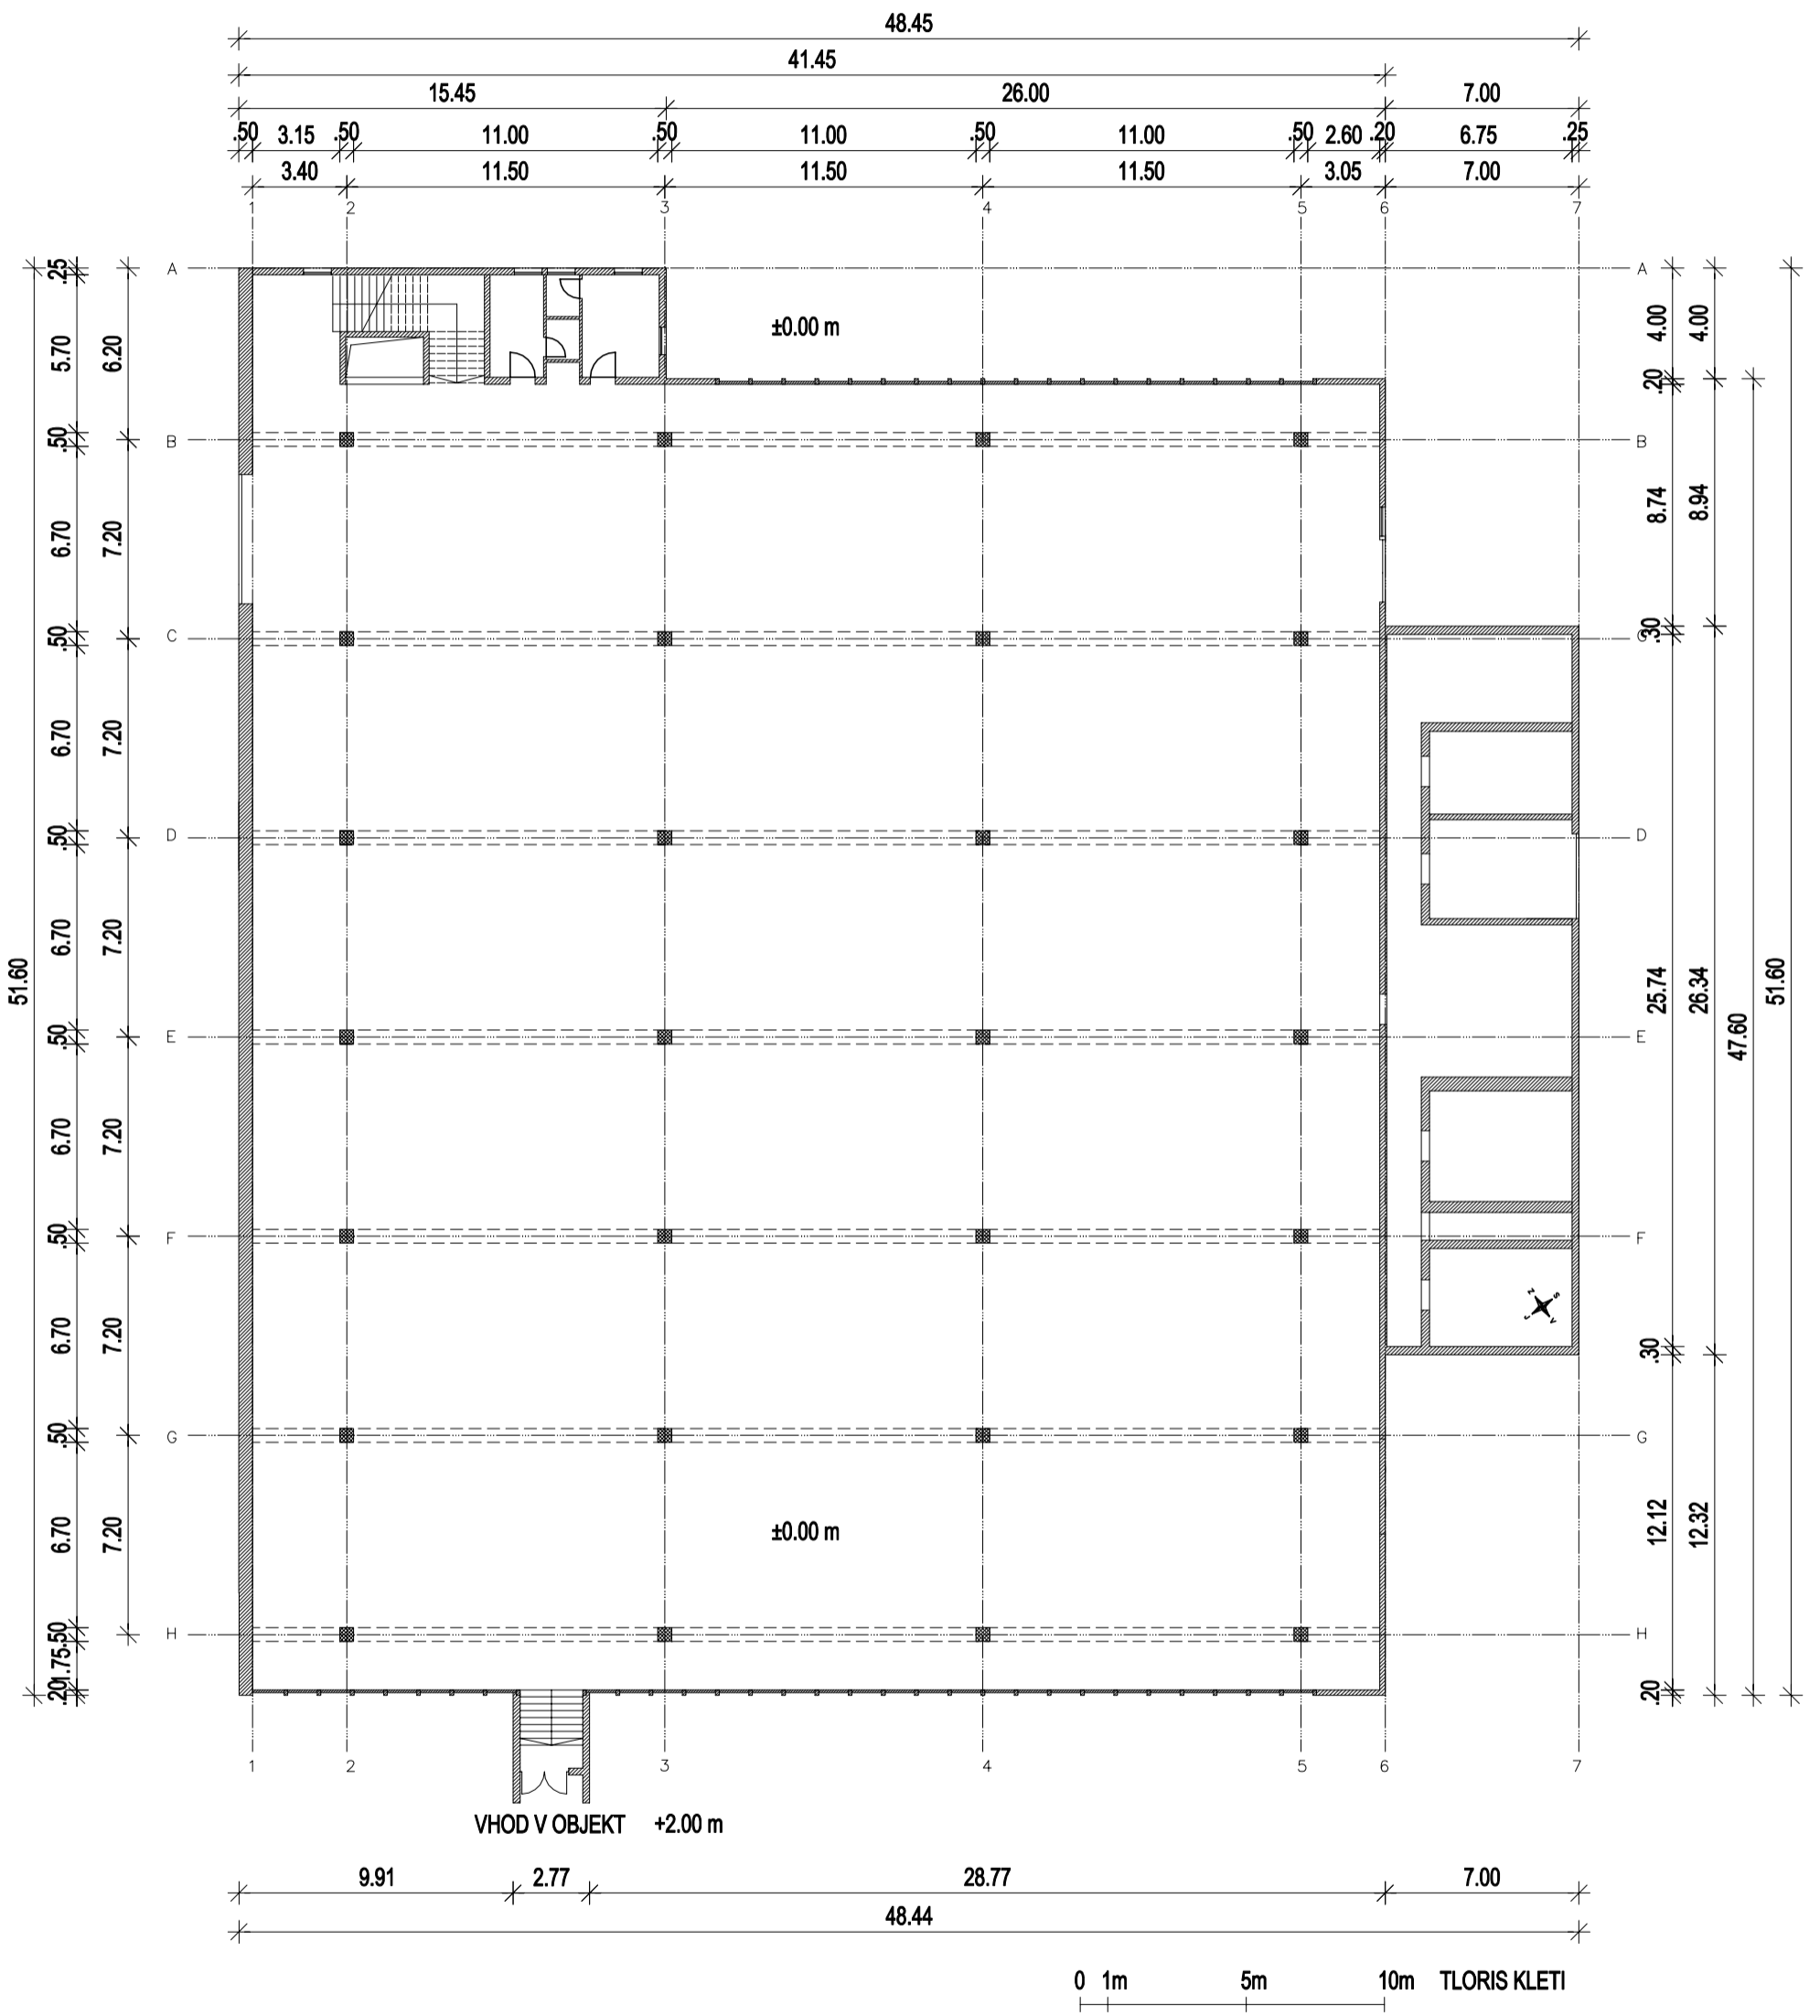 48.45
41.45
15.45 26.00 7.00
.50 3.15 .50 11.00 .50 11.00 .50 11.00 .50 2.60 .20 6.75 .25
3.40 11.50 11.50 11.50 3.05 7.00
1 2 3 4 5 6 7
A A
B B
C C
D D
E E
F F
G G
H H
51.60
.25
5.70
.50
6.70
.50
6.70
.50
6.70
.50
6.70
.50
6.70
.50
6.70
.50
1.75
.20
6.20
7.20
7.20
7.20
7.20
7.20
7.20
±0.00 m
±0.00 m
4.00
.20
8.74
.30
25.74
.30
12.12
.20
4.00
8.94
26.34
12.32
47.60
51.60
Z S
J V
1 2 3 4 5 6 7
VHOD V OBJEKT +2.00 m
9.91 2.77 28.77 7.00
48.44
0 1m 5m 10m TLORIS KLETI